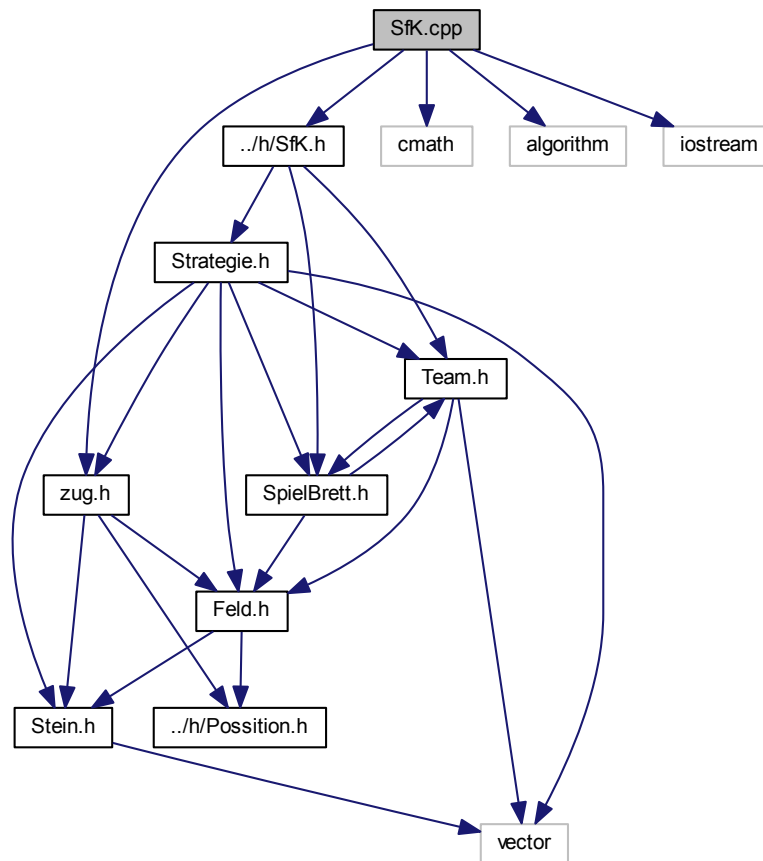 SfK.cpp
../h/SfK.h
cmath
algorithm
iostream
Strategie.h
Team.h
zug.h
SpielBrett.h
Feld.h
Stein.h
../h/Possition.h
vector